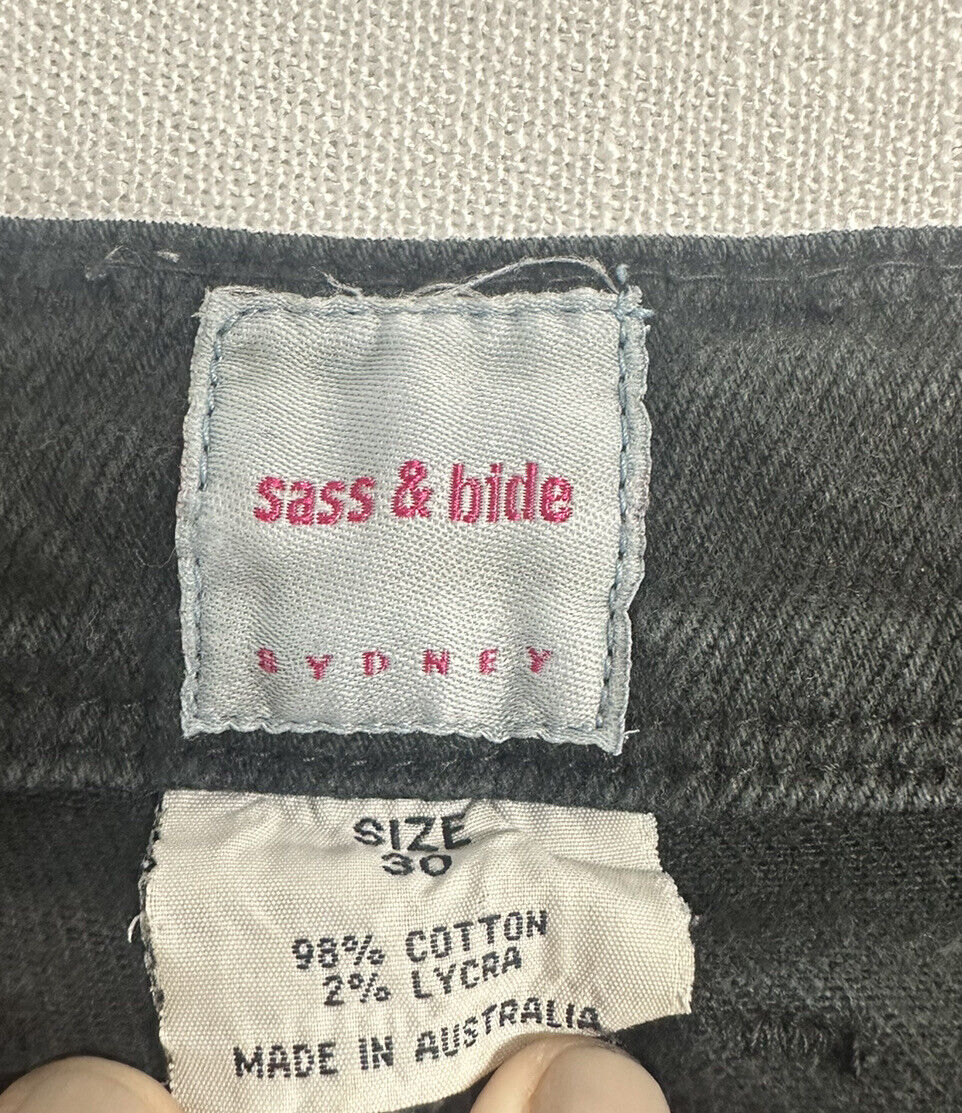 sass & bide
SYDNEY
SIZE
30
98% COTTON
2% LYCRA
MADE IN AUSTRALIA